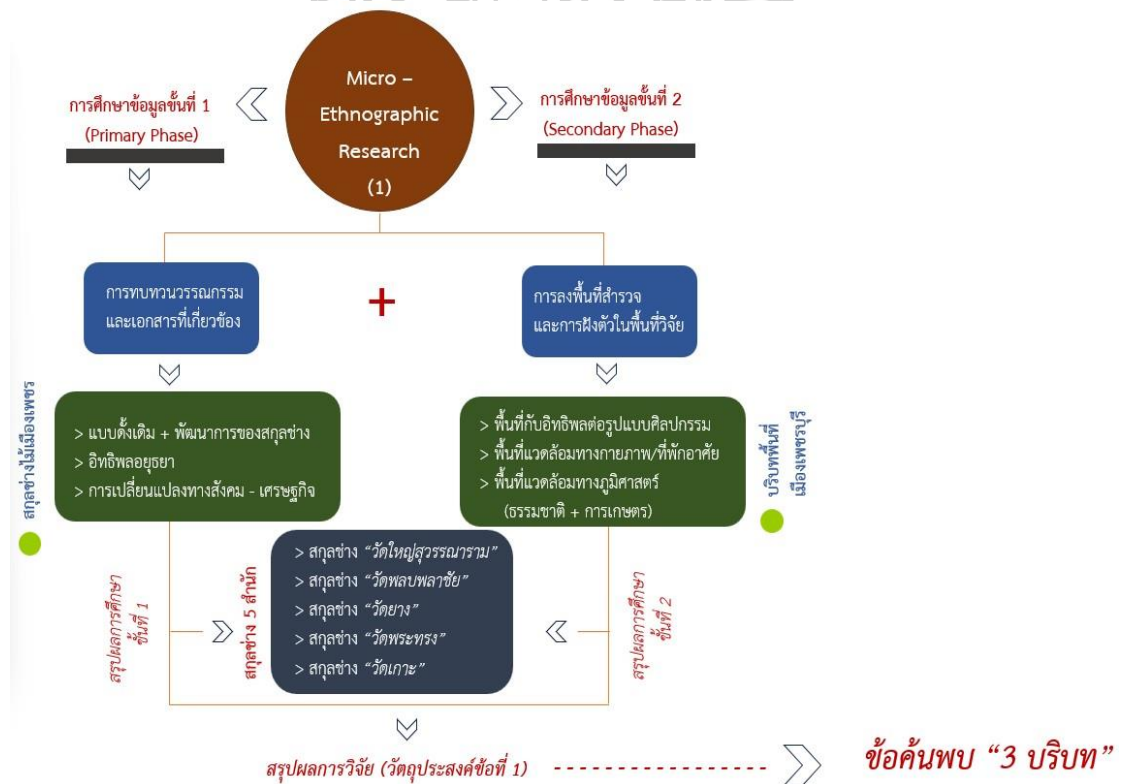 Micro –
Ethnographic
Research
(1)
การศึกษาข้อมูลขั้นที่ 1
(Primary Phase)
การศึกษาข้อมูลขั้นที่ 2
(Secondary Phase)
การทบทวนวรรณกรรม
และเอกสารที่เกี่ยวข้อง
+
การลงพื้นที่สำรวจ
และการฝังตัวในพื้นที่วิจัย
สกุลช่างไม้เมืองเพชร
> แบบดั้งเดิม + พัฒนาการของสกุลช่าง
> อิทธิพลอยุธยา
> การเปลี่ยนแปลงทางสังคม - เศรษฐกิจ
> พื้นที่กับอิทธิพลต่อรูปแบบศิลปกรรม
> พื้นที่แวดล้อมทางกายภาพ/ที่พักอาศัย
> พื้นที่แวดล้อมทางภูมิศาสตร์
(ธรรมชาติ + การเกษตร)
บริบทพื้นที่
เมืองเพชรบุรี
สรุปผลการศึกษา
ขั้นที่ 1
สกุลช่าง 5 สำนัก
> สกุลช่าง “วัดใหญ่สุวรรณาราม”
> สกุลช่าง “วัดพลบพลาชัย”
> สกุลช่าง “วัดยาง”
> สกุลช่าง “วัดพระทรง”
> สกุลช่าง “วัดเกาะ”
สรุปผลการศึกษา
ขั้นที่ 2
สรุปผลการวิจัย (วัตถุประสงค์ข้อที่ 1)
ข้อค้นพบ “3 บริบท”